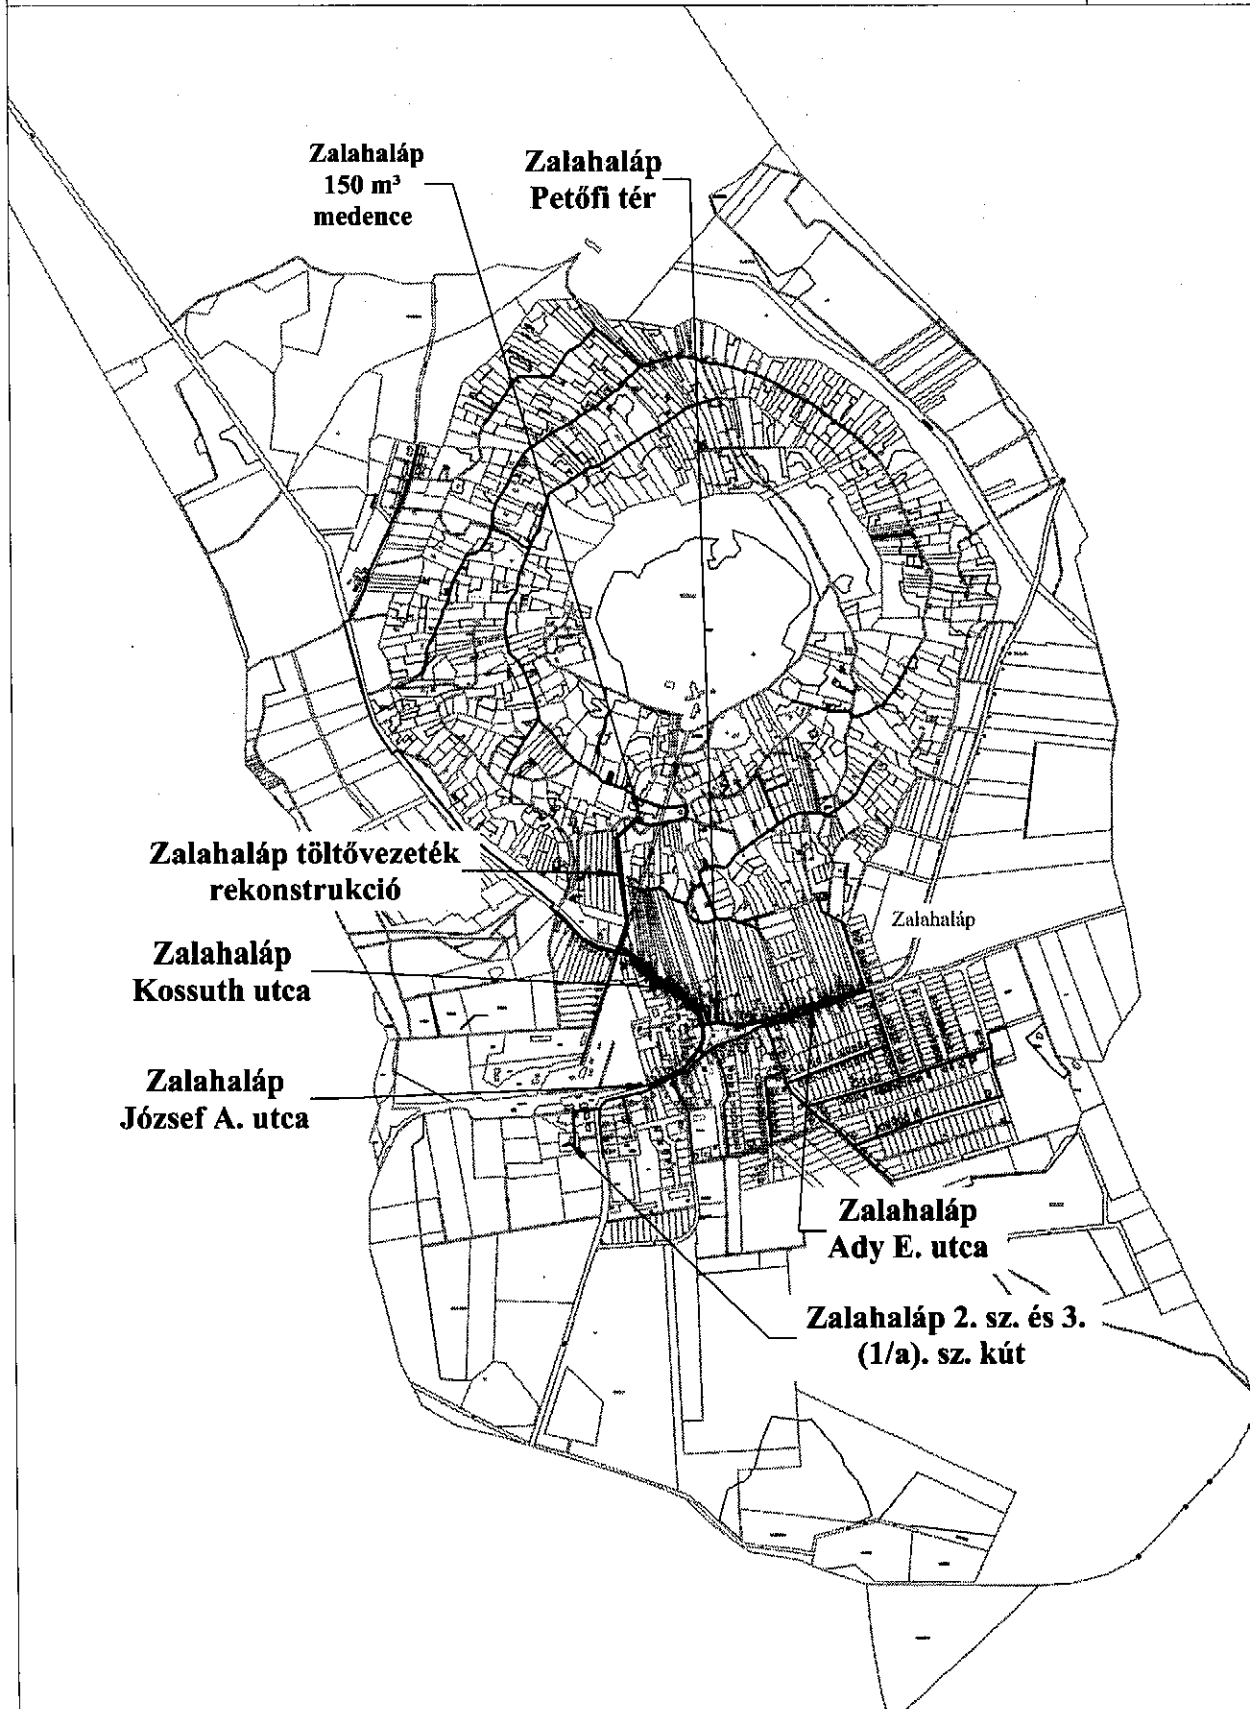 Zalahaláp
150 m³
medence
Zalahaláp
Petőfi tér
Zalahaláp töltővezeték
rekonstrukció
Zalahaláp
Zalahaláp
Kossuth utca
Zalahaláp
József A. utca
Zalahaláp
Ady E. utca
Zalahaláp 2. sz. és 3.
(1/a). sz. kút